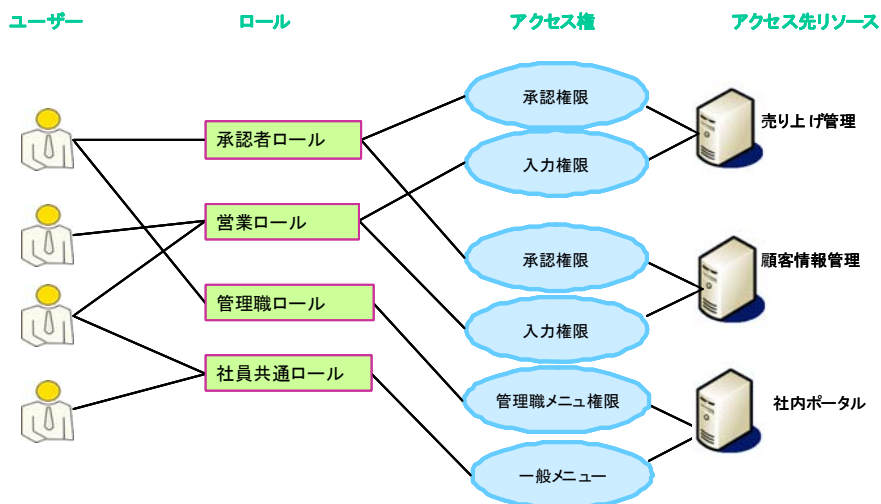 ユーザー
ロール
アクセス権
アクセス先リソース
承認権限
売り上げ管理
承認者ロール
入力権限
営業ロール
承認権限
顧客情報管理
管理職ロール
入力権限
社員共通ロール
管理職メニュ権限
社内ポータル
一般メニュー